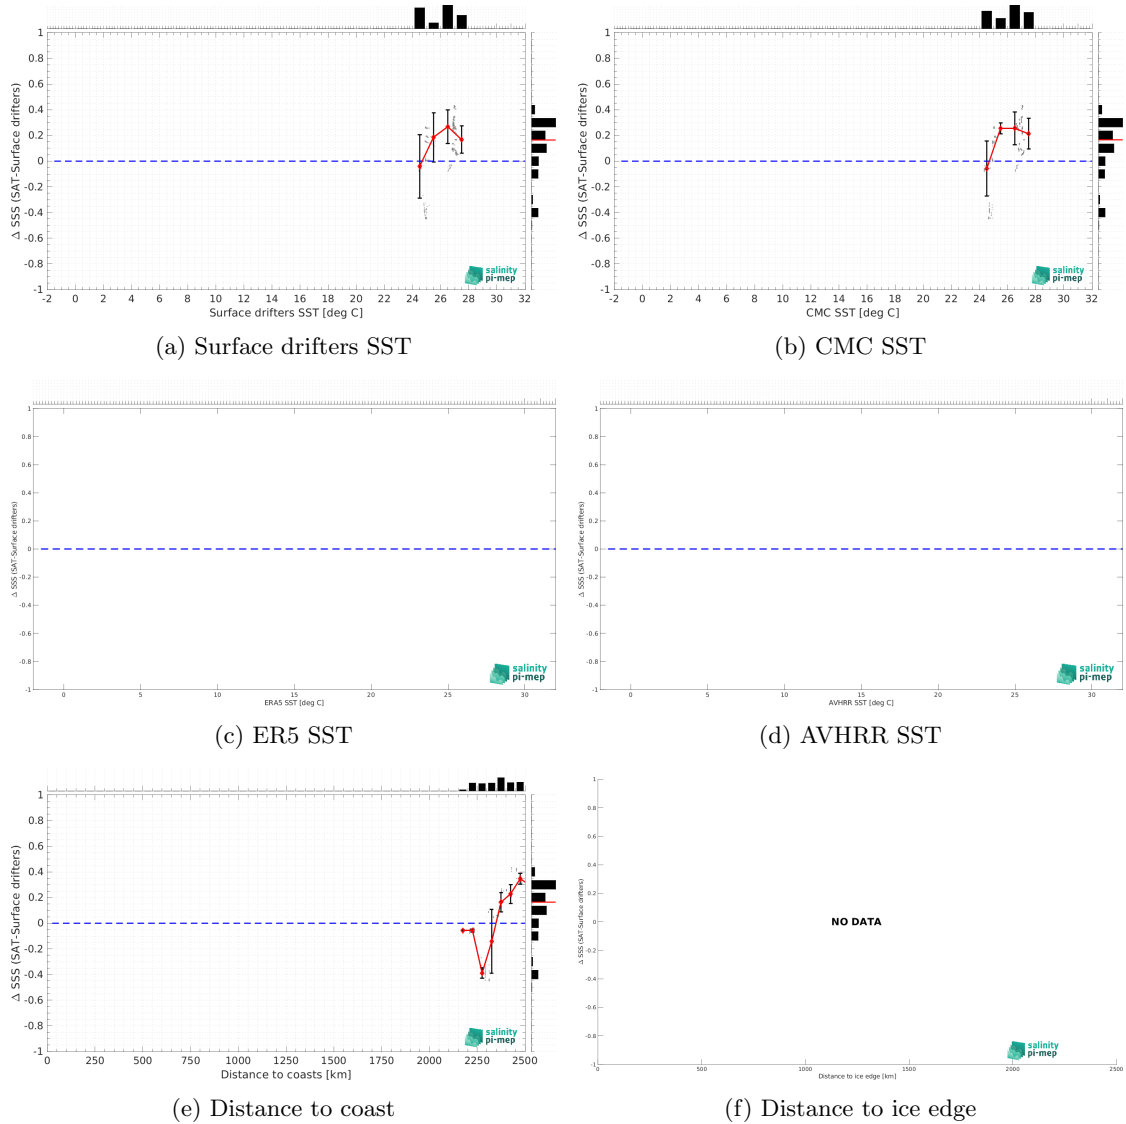 1
0.8
0.6
0.4
0.2
0
-0.2
-0.4
-0.6
-0.8
-1
Δ SSS (SAT-Surface drifters)
-2 0 2 4 6 8 10 12 14 16 18 20 22 24 26 28 30 32
Surface drifters SST [deg C]
salinity
pi-mep
(a) Surface drifters SST
1
0.8
0.6
0.4
0.2
0
-0.2
-0.4
-0.6
-0.8
-1
Δ SSS (SAT-Surface drifters)
-2 0 2 4 6 8 10 12 14 16 18 20 22 24 26 28 30 32
CMC SST [deg C]
salinity
pi-mep
(b) CMC SST
1
0.8
0.6
0.4
0.2
0
-0.2
-0.4
-0.6
-0.8
-1
Δ SSS (SAT-Surface drifters)
0 5 10 15 20 25 30
ERA5 SST [deg C]
salinity
pi-mep
(c) ER5 SST
1
0.8
0.6
0.4
0.2
0
-0.2
-0.4
-0.6
-0.8
-1
Δ SSS (SAT-Surface drifters)
0 5 10 15 20 25 30
AVHRR SST [deg C]
salinity
pi-mep
(d) AVHRR SST
1
0.8
0.6
0.4
0.2
0
-0.2
-0.4
-0.6
-0.8
-1
Δ SSS (SAT-Surface drifters)
0 250 500 750 1000 1250 1500 1750 2000 2250 2500
Distance to coasts [km]
salinity
pi-mep
(e) Distance to coast
1
0.8
0.6
0.4
0.2
0
-0.2
-0.4
-0.6
-0.8
-1
Δ SSS (SAT-Surface drifters)
NO DATA
0 500 1000 1500 2000 2500
Distance to ice edge [km]
salinity
pi-mep
(f) Distance to ice edge